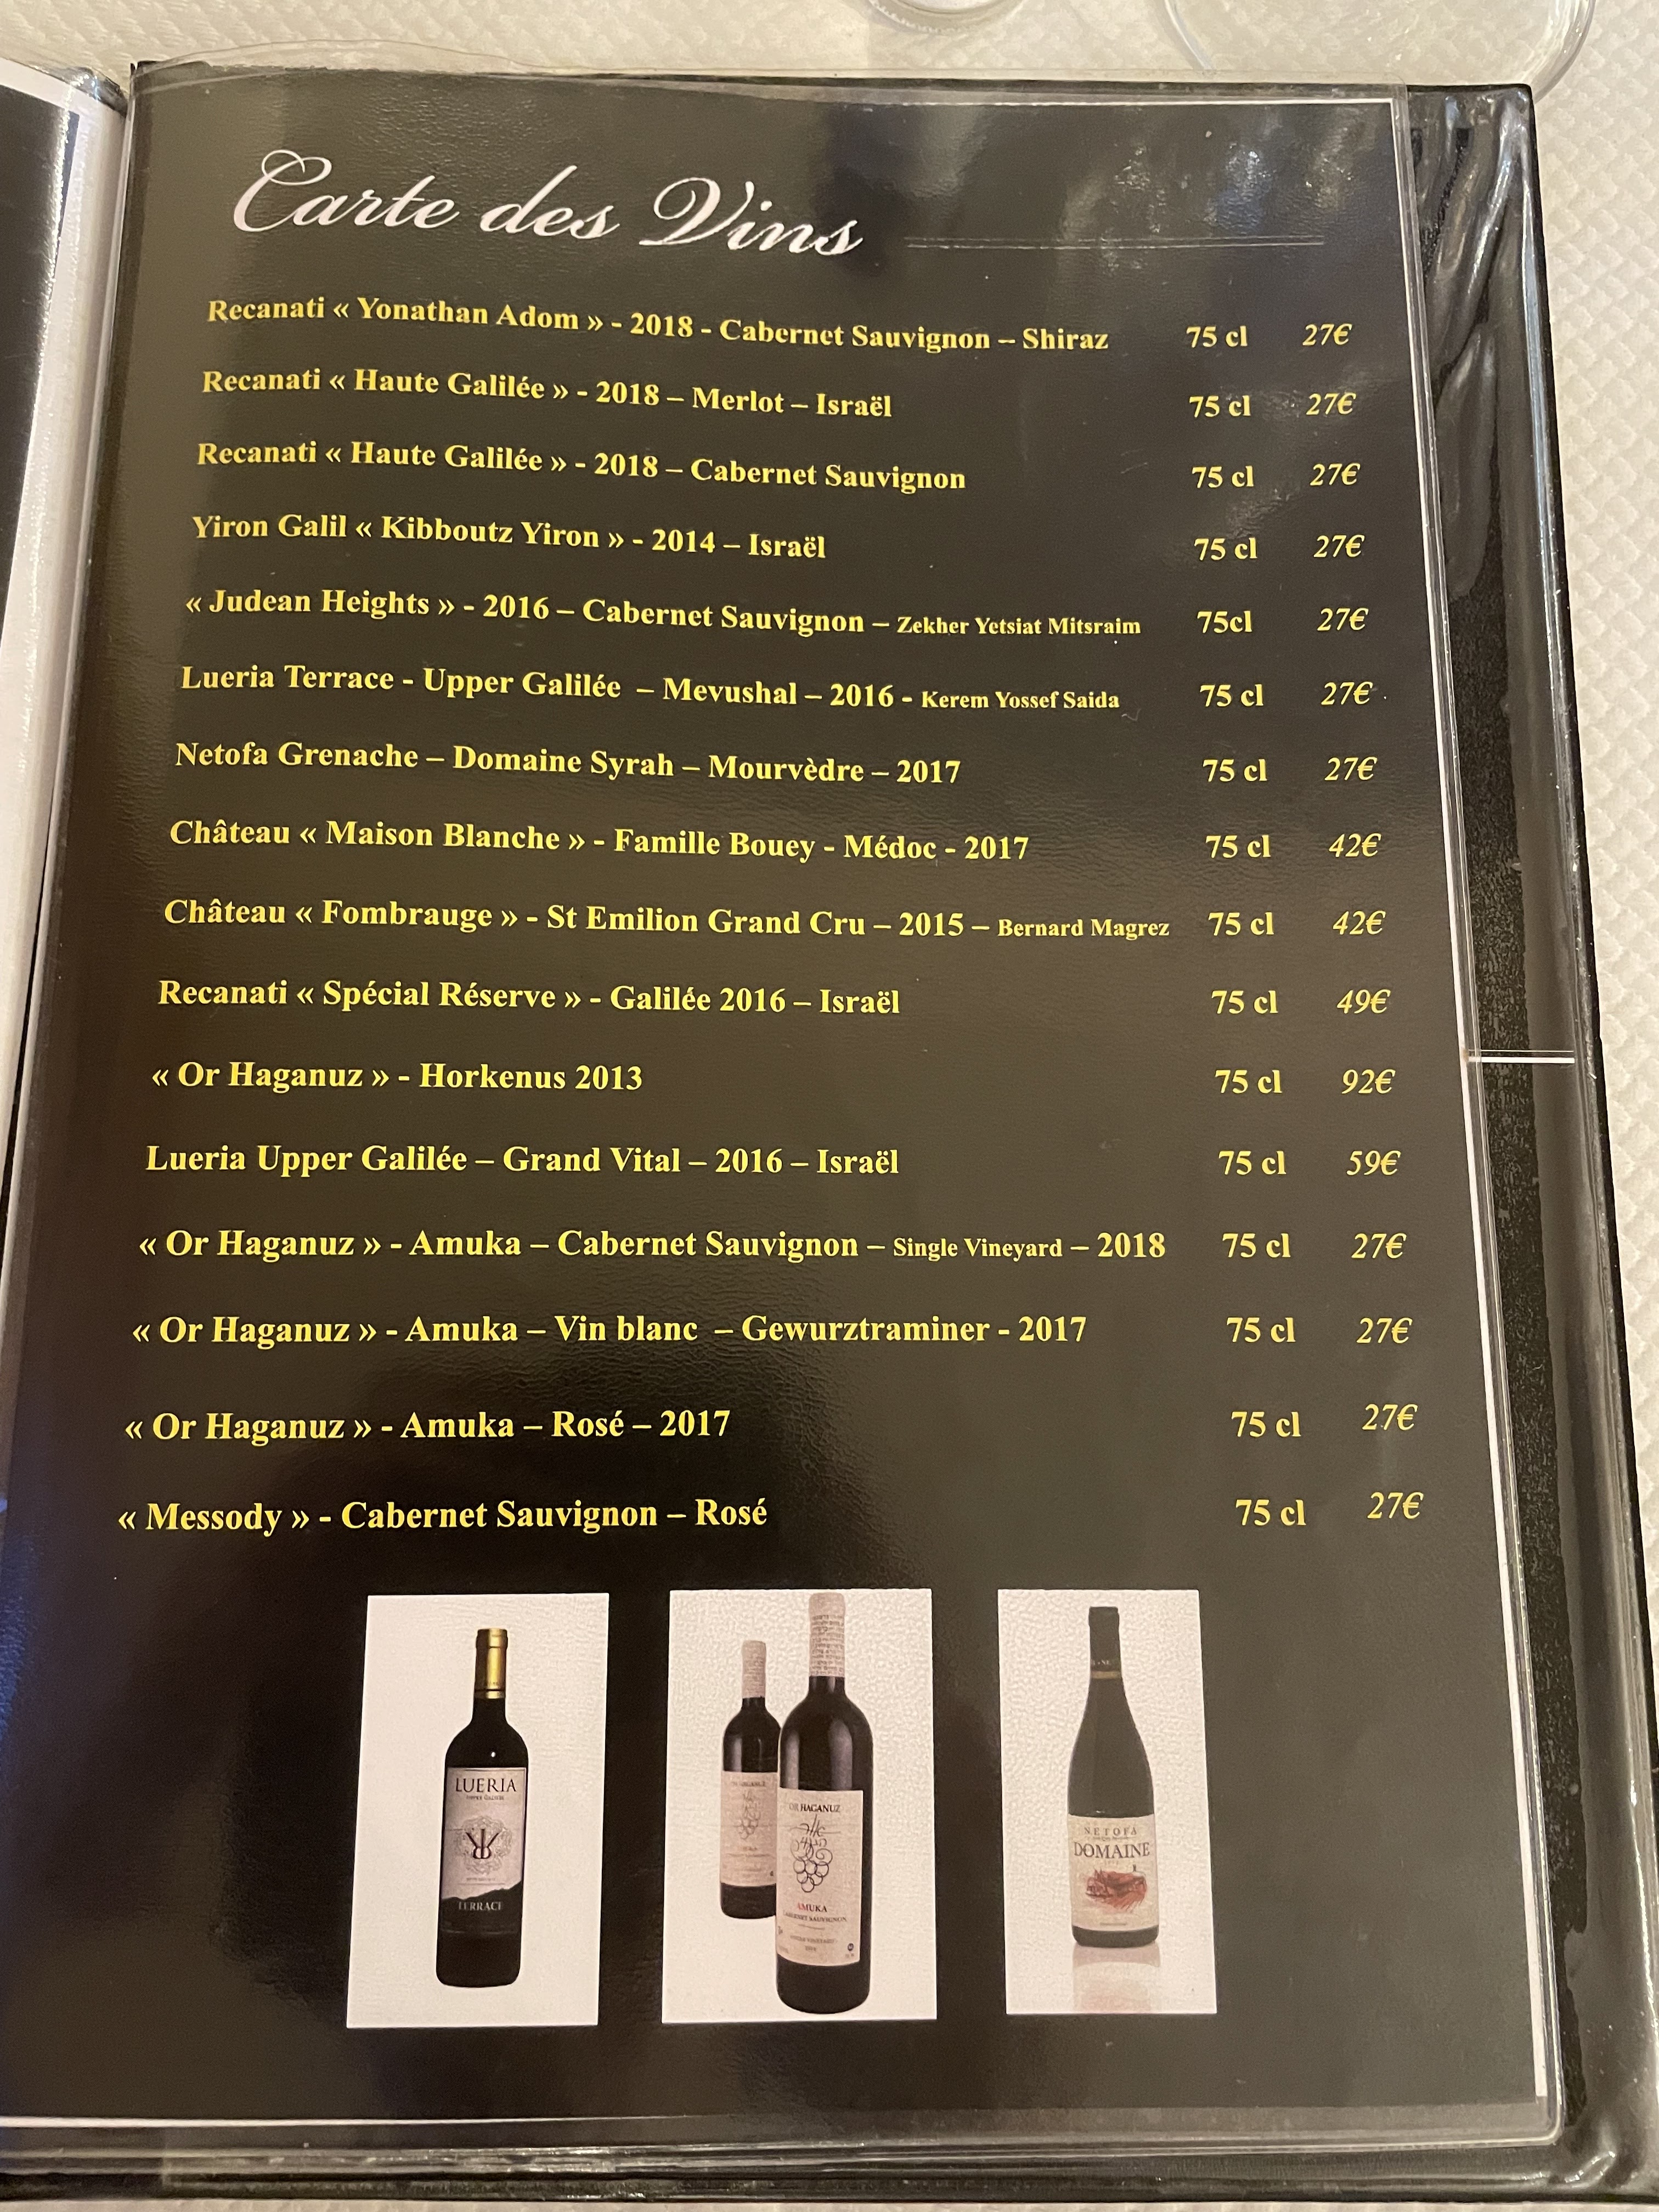 Carte des Vins
Recanati « Yonathan Adom » - 2018 - Cabernet Sauvignon – Shiraz 75 cl 27€
Recanati « Haute Galilée » - 2018 – Merlot – Israël 75 cl 27€
Recanati « Haute Galilée » - 2018 – Cabernet Sauvignon 75 cl 27€
Yiron Galil « Kibboutz Yiron » - 2014 – Israël 75 cl 27€
« Judean Heights » - 2016 – Cabernet Sauvignon – Zekher Yetsiat Mitsraim 75cl 27€
Lueria Terrace - Upper Galilée – Mevushal – 2016 - Kerem Yossef Saida 75 cl 27€
Netofa Grenache – Domaine Syrah – Mourvèdre – 2017 75 cl 27€
Château « Maison Blanche » - Famille Bouey - Médoc - 2017 75 cl 42€
Château « Fombrauge » - St Emilion Grand Cru – 2015 – Bernard Magrez 75 cl 42€
Recanati « Spécial Réserve » - Galilée 2016 – Israël 75 cl 49€
« Or Haganuz » - Horkenus 2013 75 cl 92€
Lueria Upper Galilée – Grand Vital – 2016 – Israël 75 cl 59€
« Or Haganuz » - Amuka – Cabernet Sauvignon – Single Vineyard – 2018 75 cl 27€
« Or Haganuz » - Amuka – Vin blanc – Gewurztraminer - 2017 75 cl 27€
« Or Haganuz » - Amuka – Rosé – 2017 75 cl 27€
« Messody » - Cabernet Sauvignon – Rosé 75 cl 27€
LUERIA
TERRACE
OR HAGANUZ
AMUKA
CABERNET SAUVIGNON
NETOFA
DOMAINE